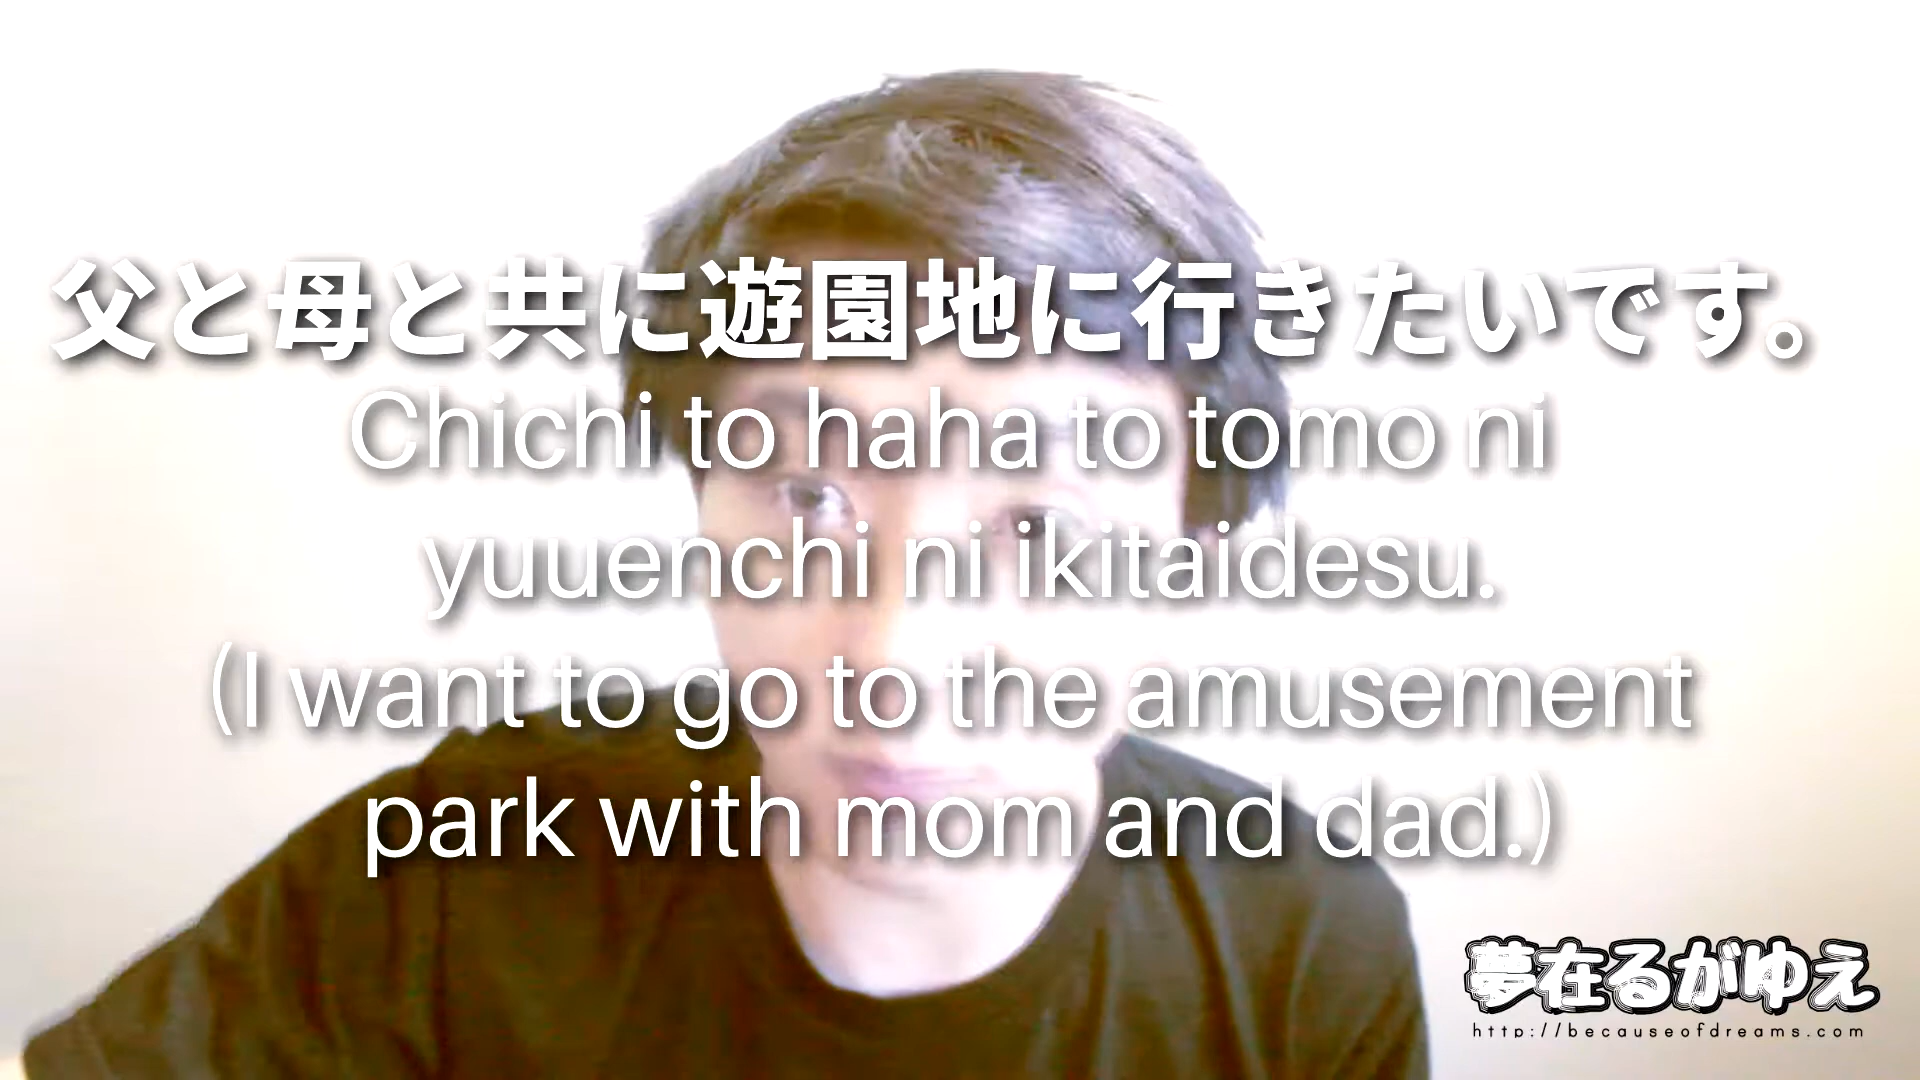 父と母と共に遊園地に行きたいです。
Chichi to haha to tomo ni
yuuenchi ni ikitaidesu.
(I want to go to the amusement
park with mom and dad.)
夢在るがゆえ
http://becauseofdreams.com